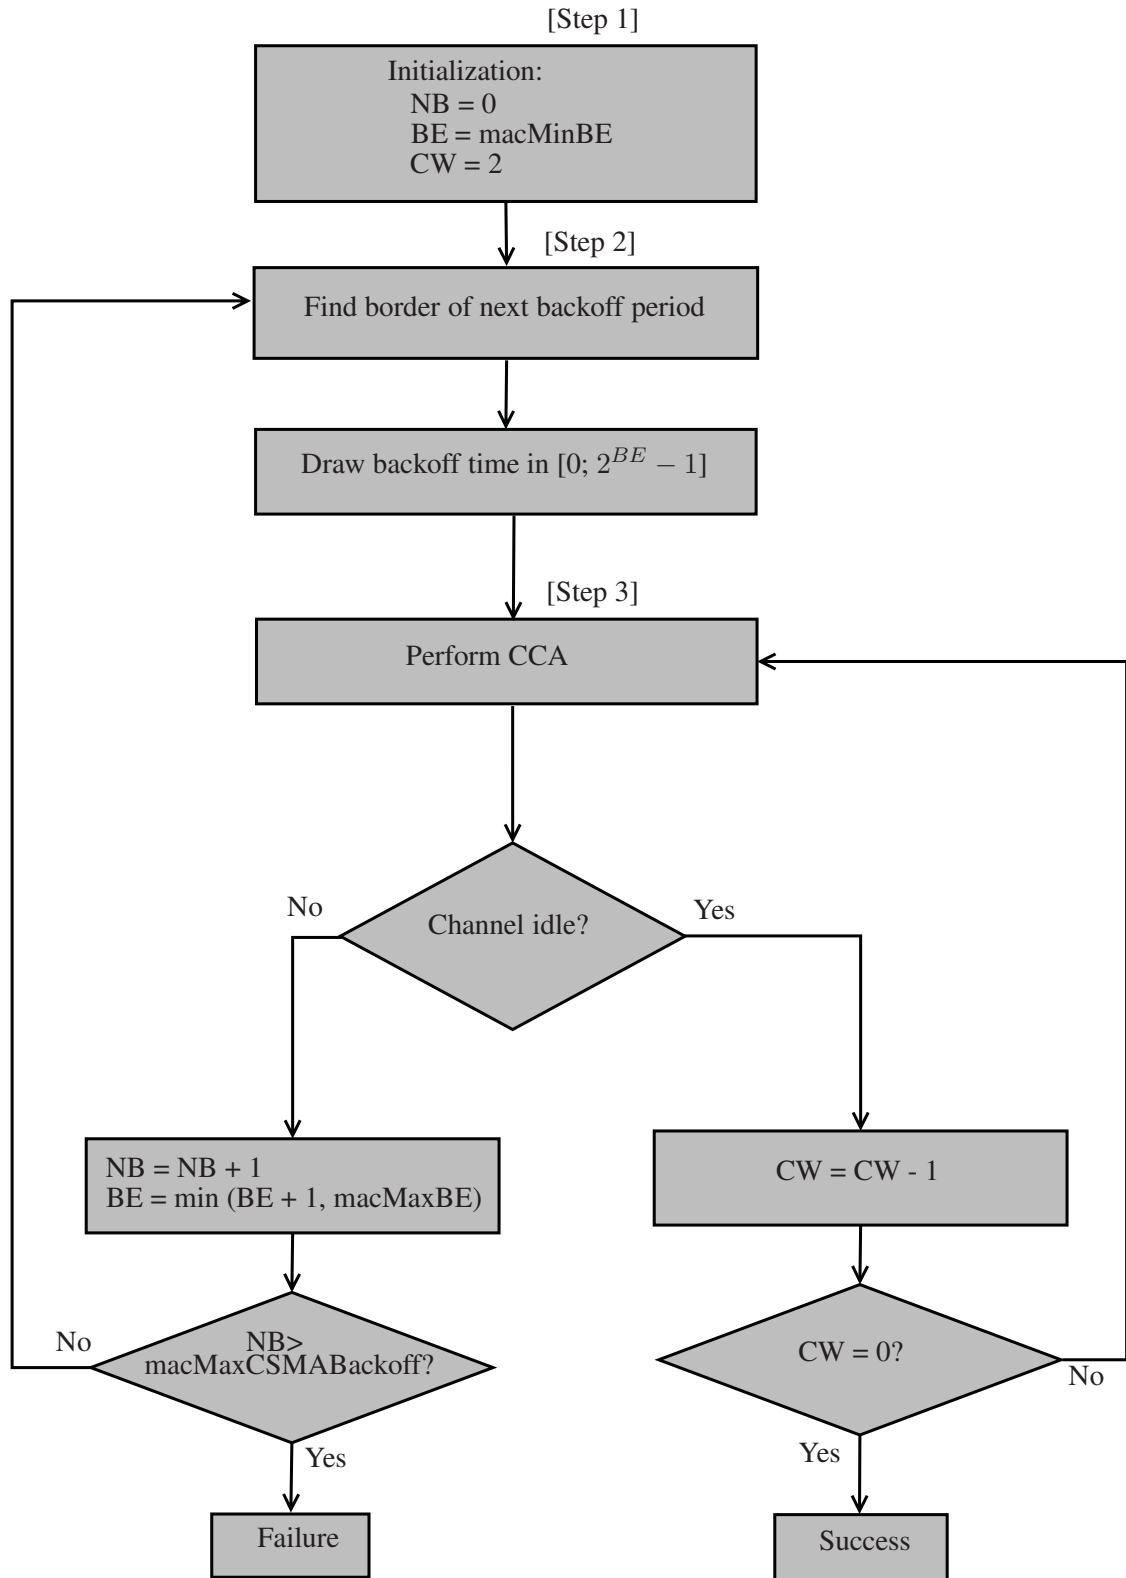 [Step 1]
Initialization:
NB = 0
BE = macMinBE
CW = 2
[Step 2]
Find border of next backoff period
Draw backoff time in [0; 2^{BE} − 1]
[Step 3]
Perform CCA
Channel idle?
No
Yes
NB = NB + 1
BE = min (BE + 1, macMaxBE)
CW = CW - 1
NB>
macMaxCSMABackoff?
No
Yes
CW = 0?
No
Yes
Failure
Success